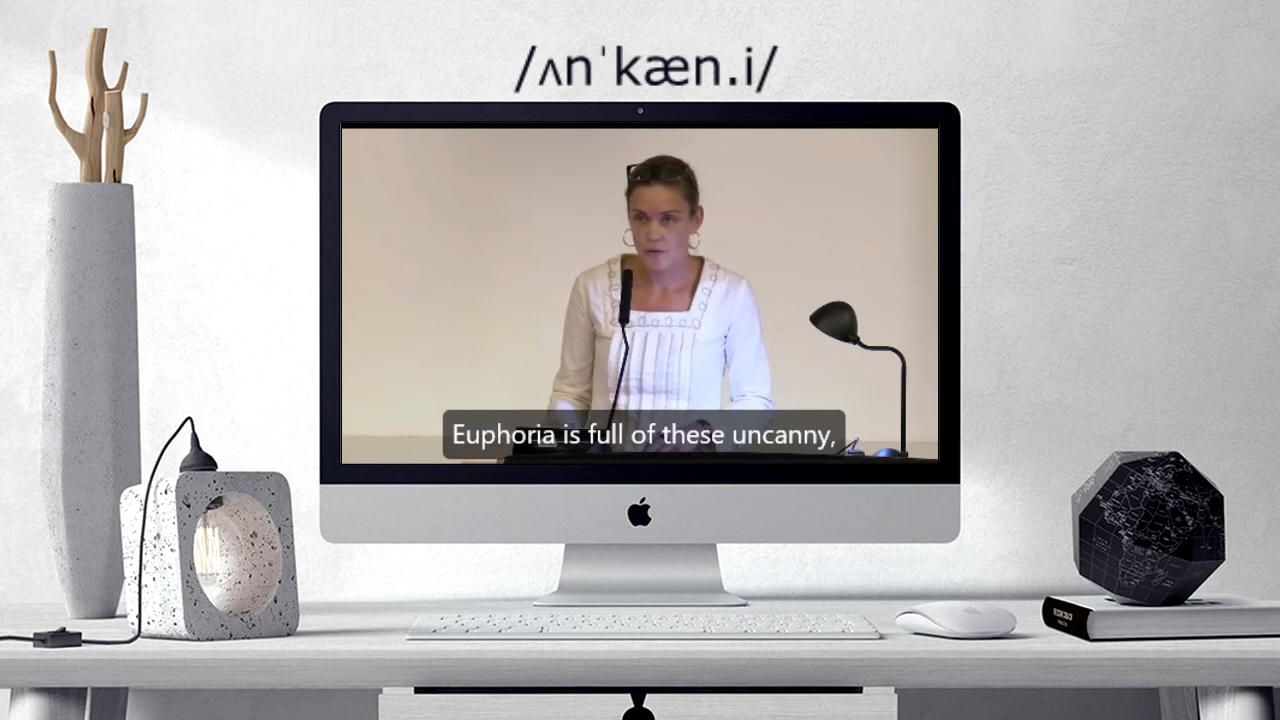 /ʌnˈkæn.i/
Euphoria is full of these uncanny,